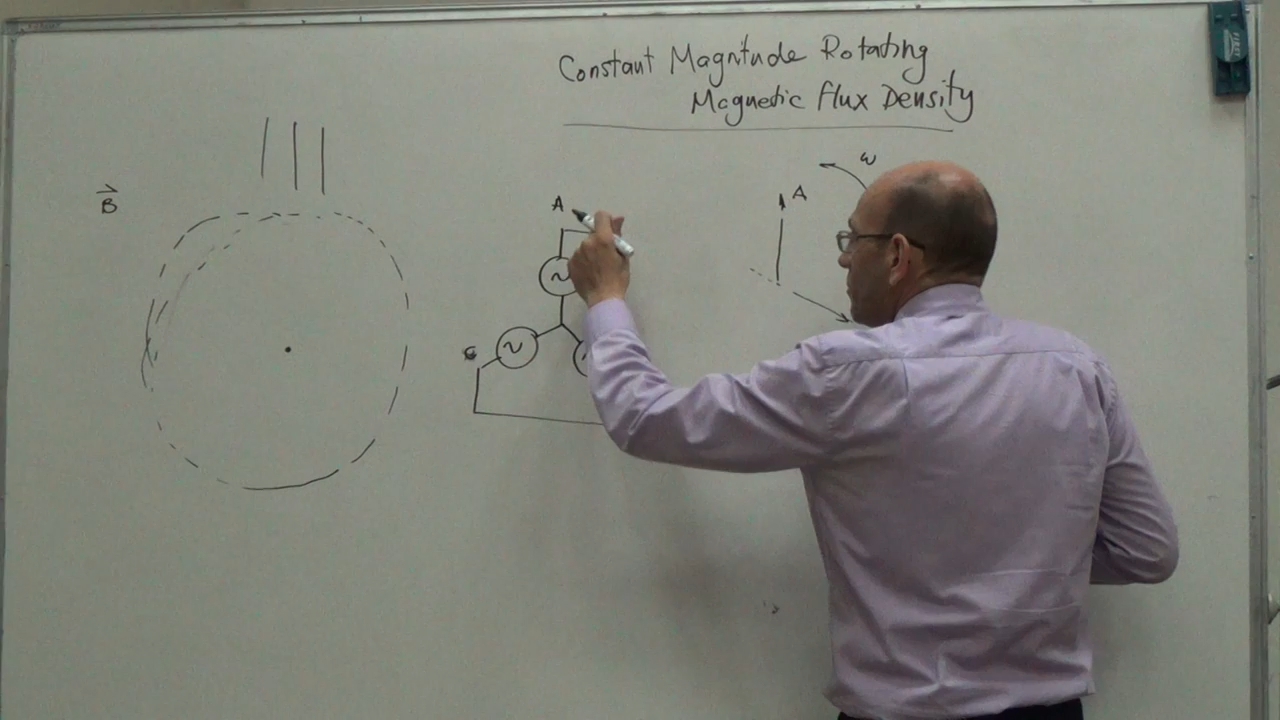 Constant Magnitude Rotating
Magnetic Flux Density
ω
B
A
A
C